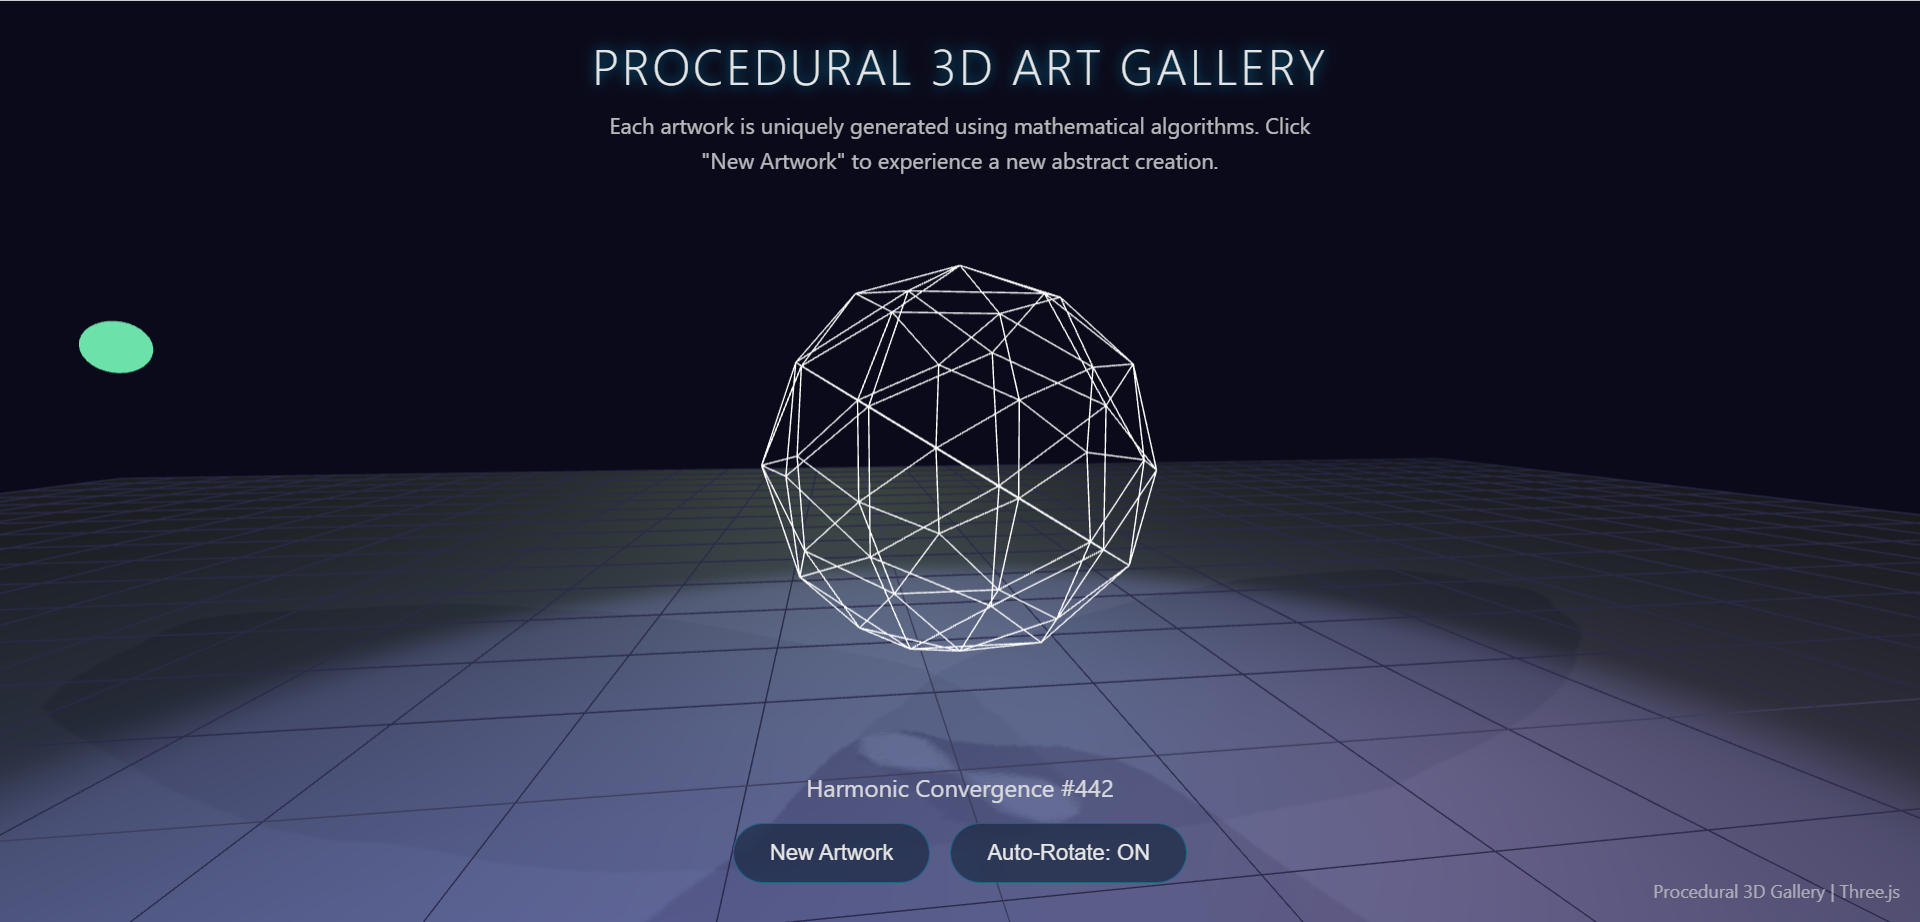 PROCEDURAL 3D ART GALLERY
Each artwork is uniquely generated using mathematical algorithms. Click
"New Artwork" to experience a new abstract creation.
Harmonic Convergence #442
New Artwork
Auto-Rotate: ON
Procedural 3D Gallery | Three.js